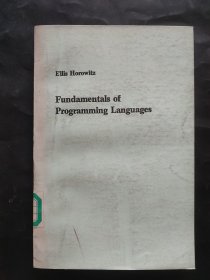 Ellis Horowitz
Fundamentals of
Programming Languages